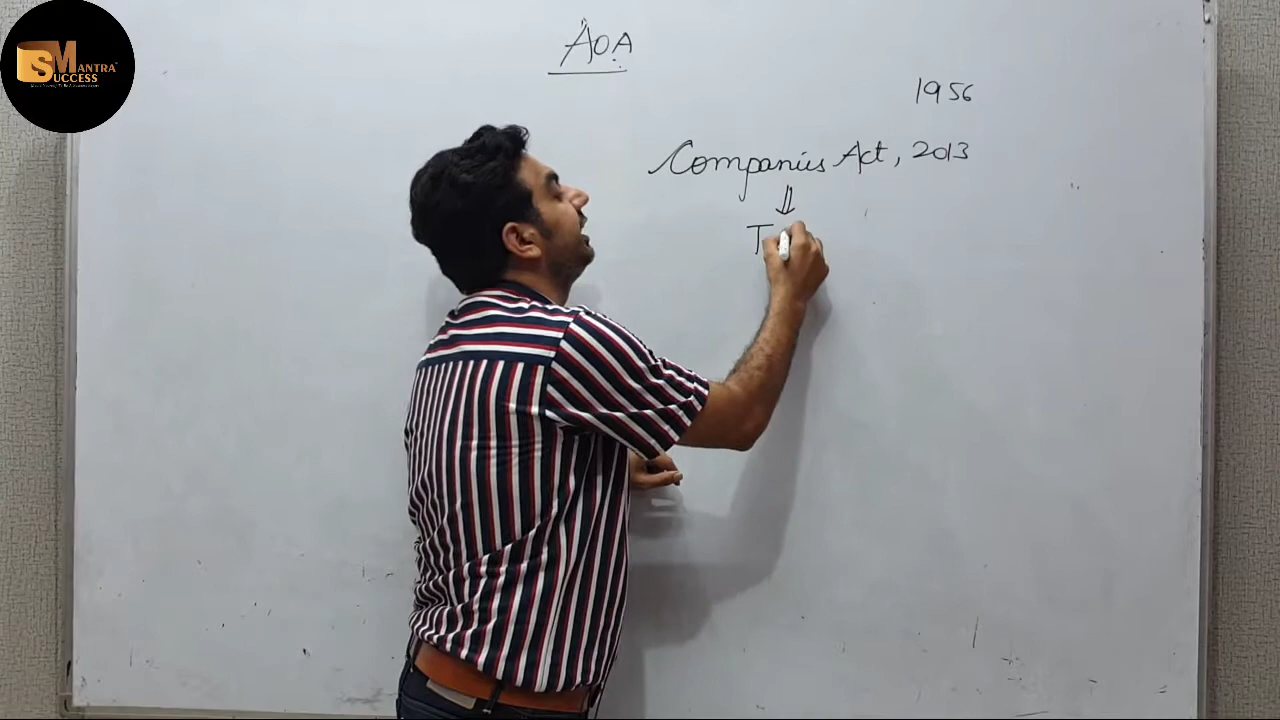 MANTRA
SUCCESS
AOA
1956
Companies Act, 2013
T